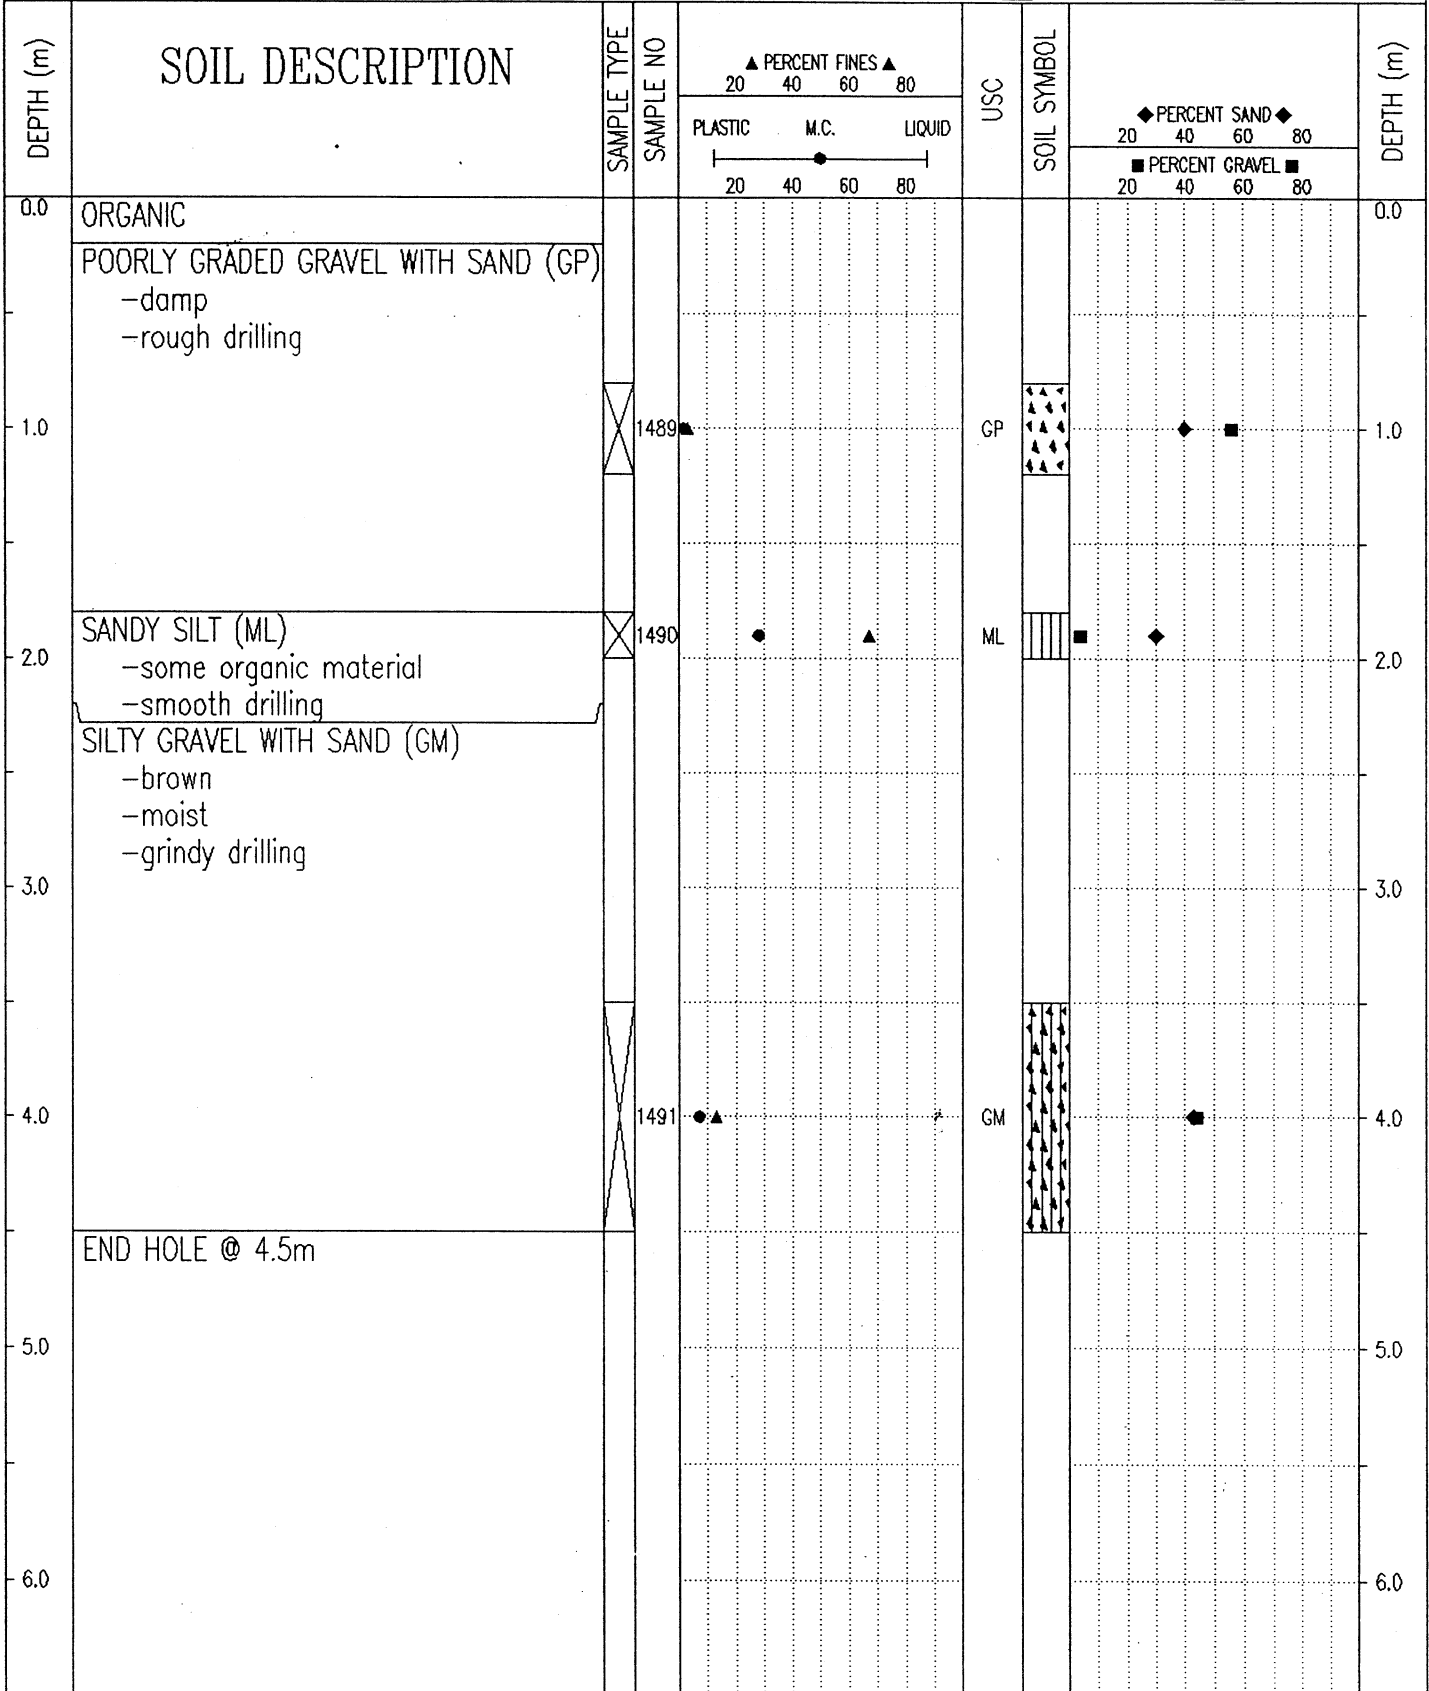 DEPTH (m)
SOIL DESCRIPTION
SAMPLE TYPE
SAMPLE NO
▲ PERCENT FINES ▲
20 40 60 80
PLASTIC M.C. LIQUID
20 40 60 80
USC
SOIL SYMBOL
◆ PERCENT SAND ◆
20 40 60 80
■ PERCENT GRAVEL ■
20 40 60 80
DEPTH (m)
0.0 ORGANIC 0.0
POORLY GRADED GRAVEL WITH SAND (GP)
-damp
-rough drilling
1.0 1489 GP 1.0
SANDY SILT (ML) 1490 ML
2.0 -some organic material 2.0
-smooth drilling
SILTY GRAVEL WITH SAND (GM)
-brown
-moist
-grindy drilling
3.0 3.0
4.0 1491 GM 4.0
END HOLE @ 4.5m
5.0 5.0
6.0 6.0